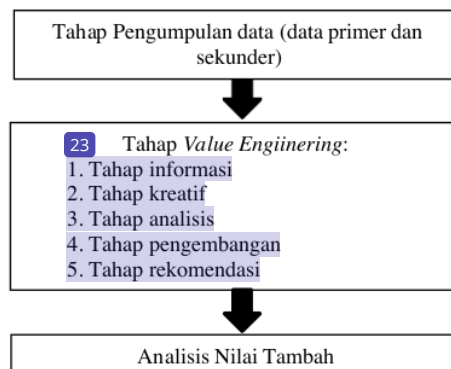 Tahap Pengumpulan data (data primer dan
sekunder)
23 Tahap Value Engiinering:
1. Tahap informasi
2. Tahap kreatif
3. Tahap analisis
4. Tahap pengembangan
5. Tahap rekomendasi
Analisis Nilai Tambah